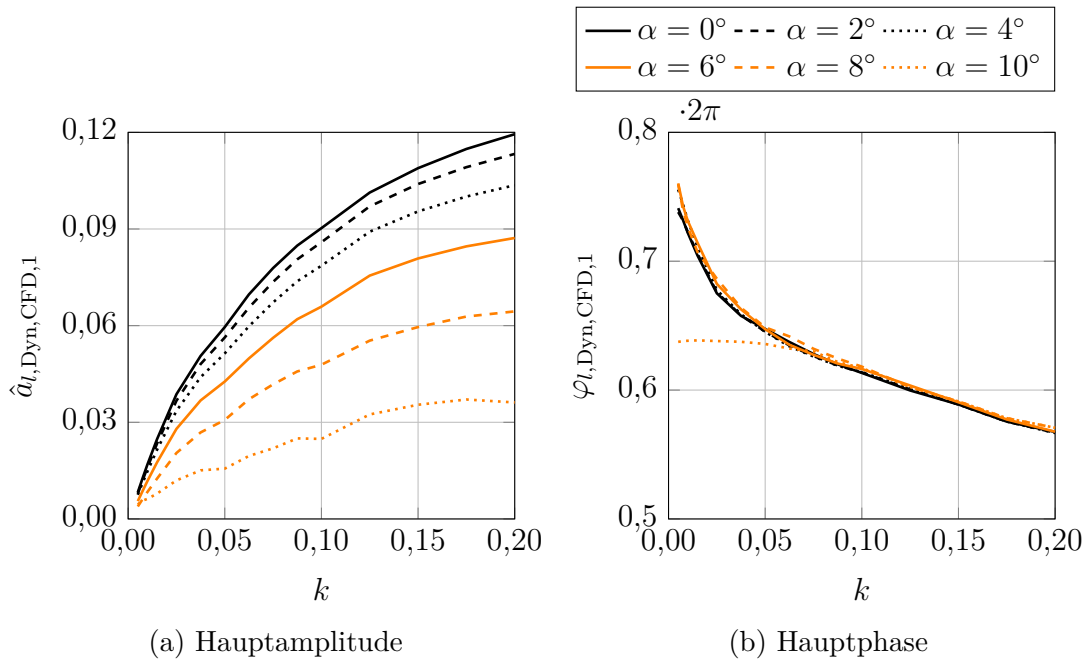 α = 0° α = 2° α = 4°
α = 6° α = 8° α = 10°
·2π
0,12
0,09
0,06
0,03
0,00
0,00 0,05 0,10 0,15 0,20
k
â_{l,Dyn,CFD,1}
(a) Hauptamplitude
0,8
0,7
0,6
0,5
0,00 0,05 0,10 0,15 0,20
k
φ_{l,Dyn,CFD,1}
(b) Hauptphase